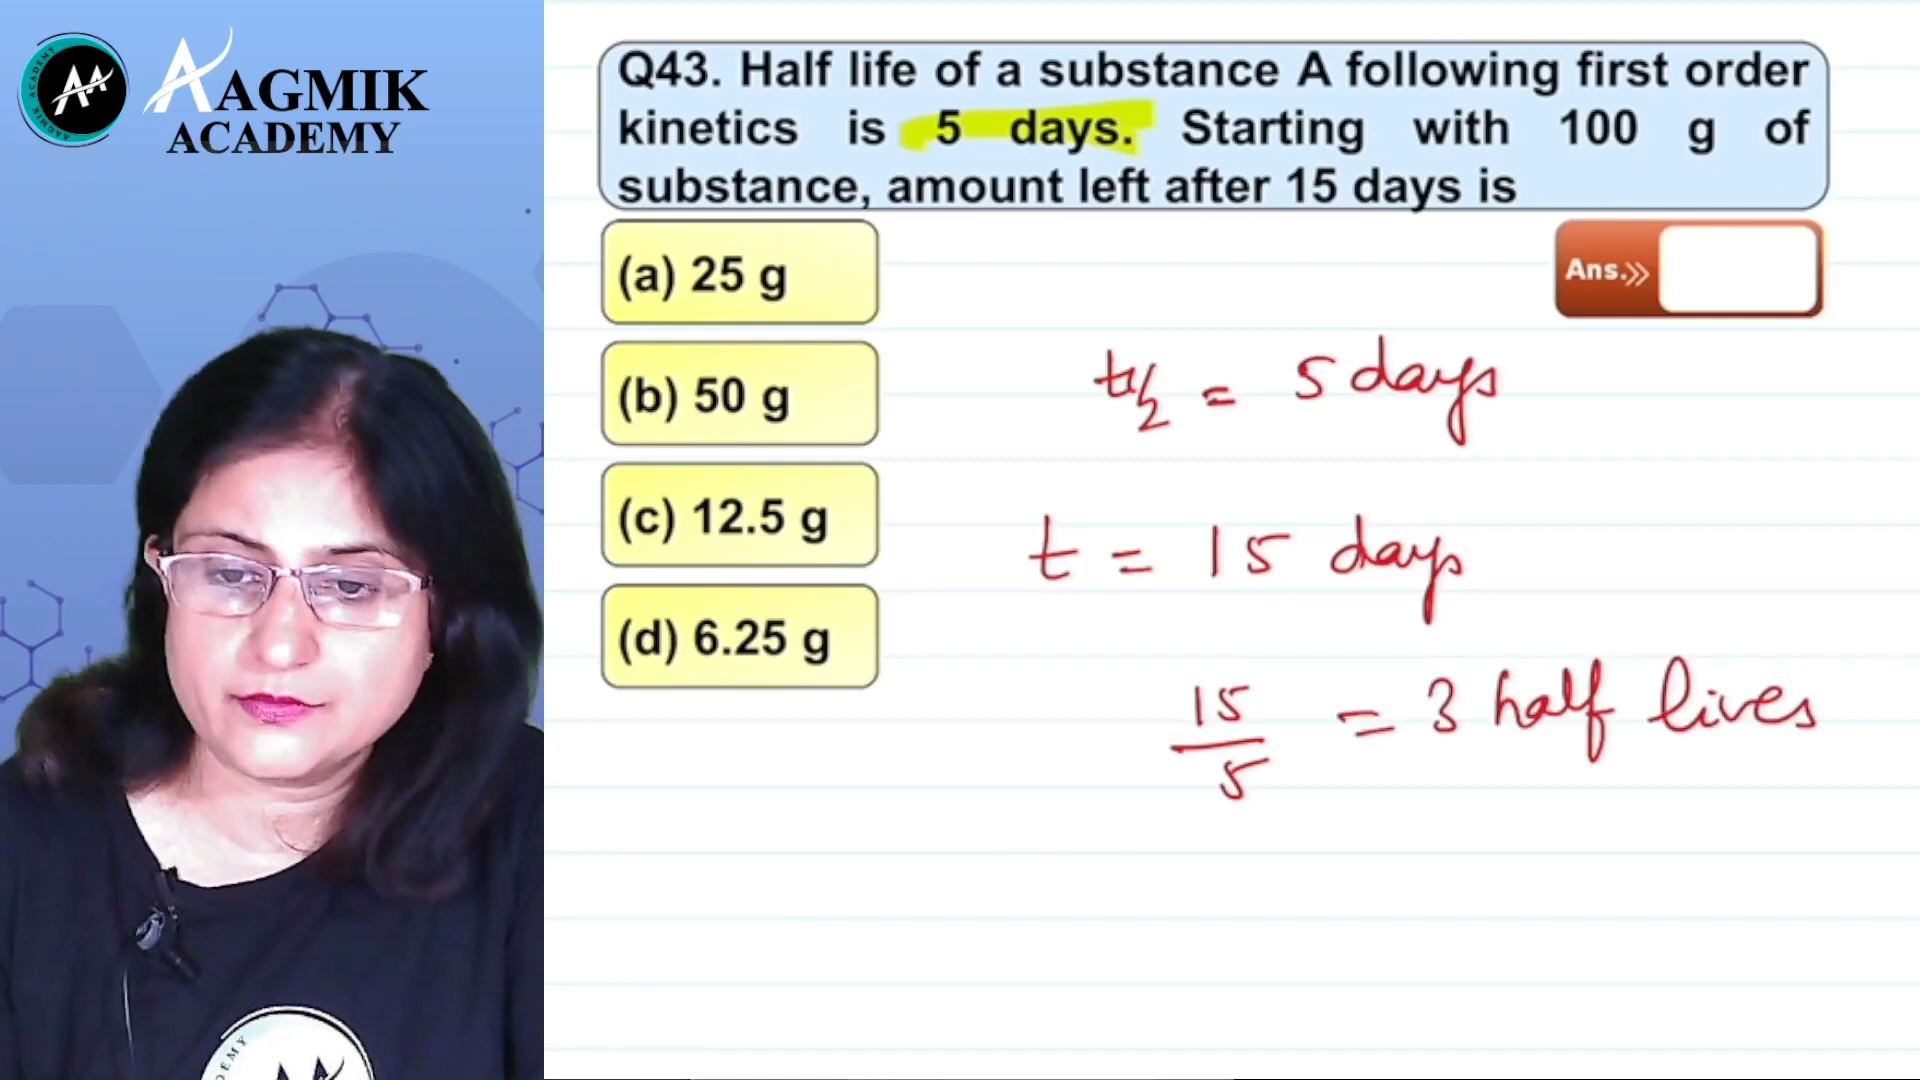 AAGMIK
ACADEMY
AAGMIK ACADEMY
Q43. Half life of a substance A following first order
kinetics is 5 days. Starting with 100 g of
substance, amount left after 15 days is
(a) 25 g
(b) 50 g
(c) 12.5 g
(d) 6.25 g
Ans.
t1/2 = 5 days
t = 15 days
15/5 = 3 half lives